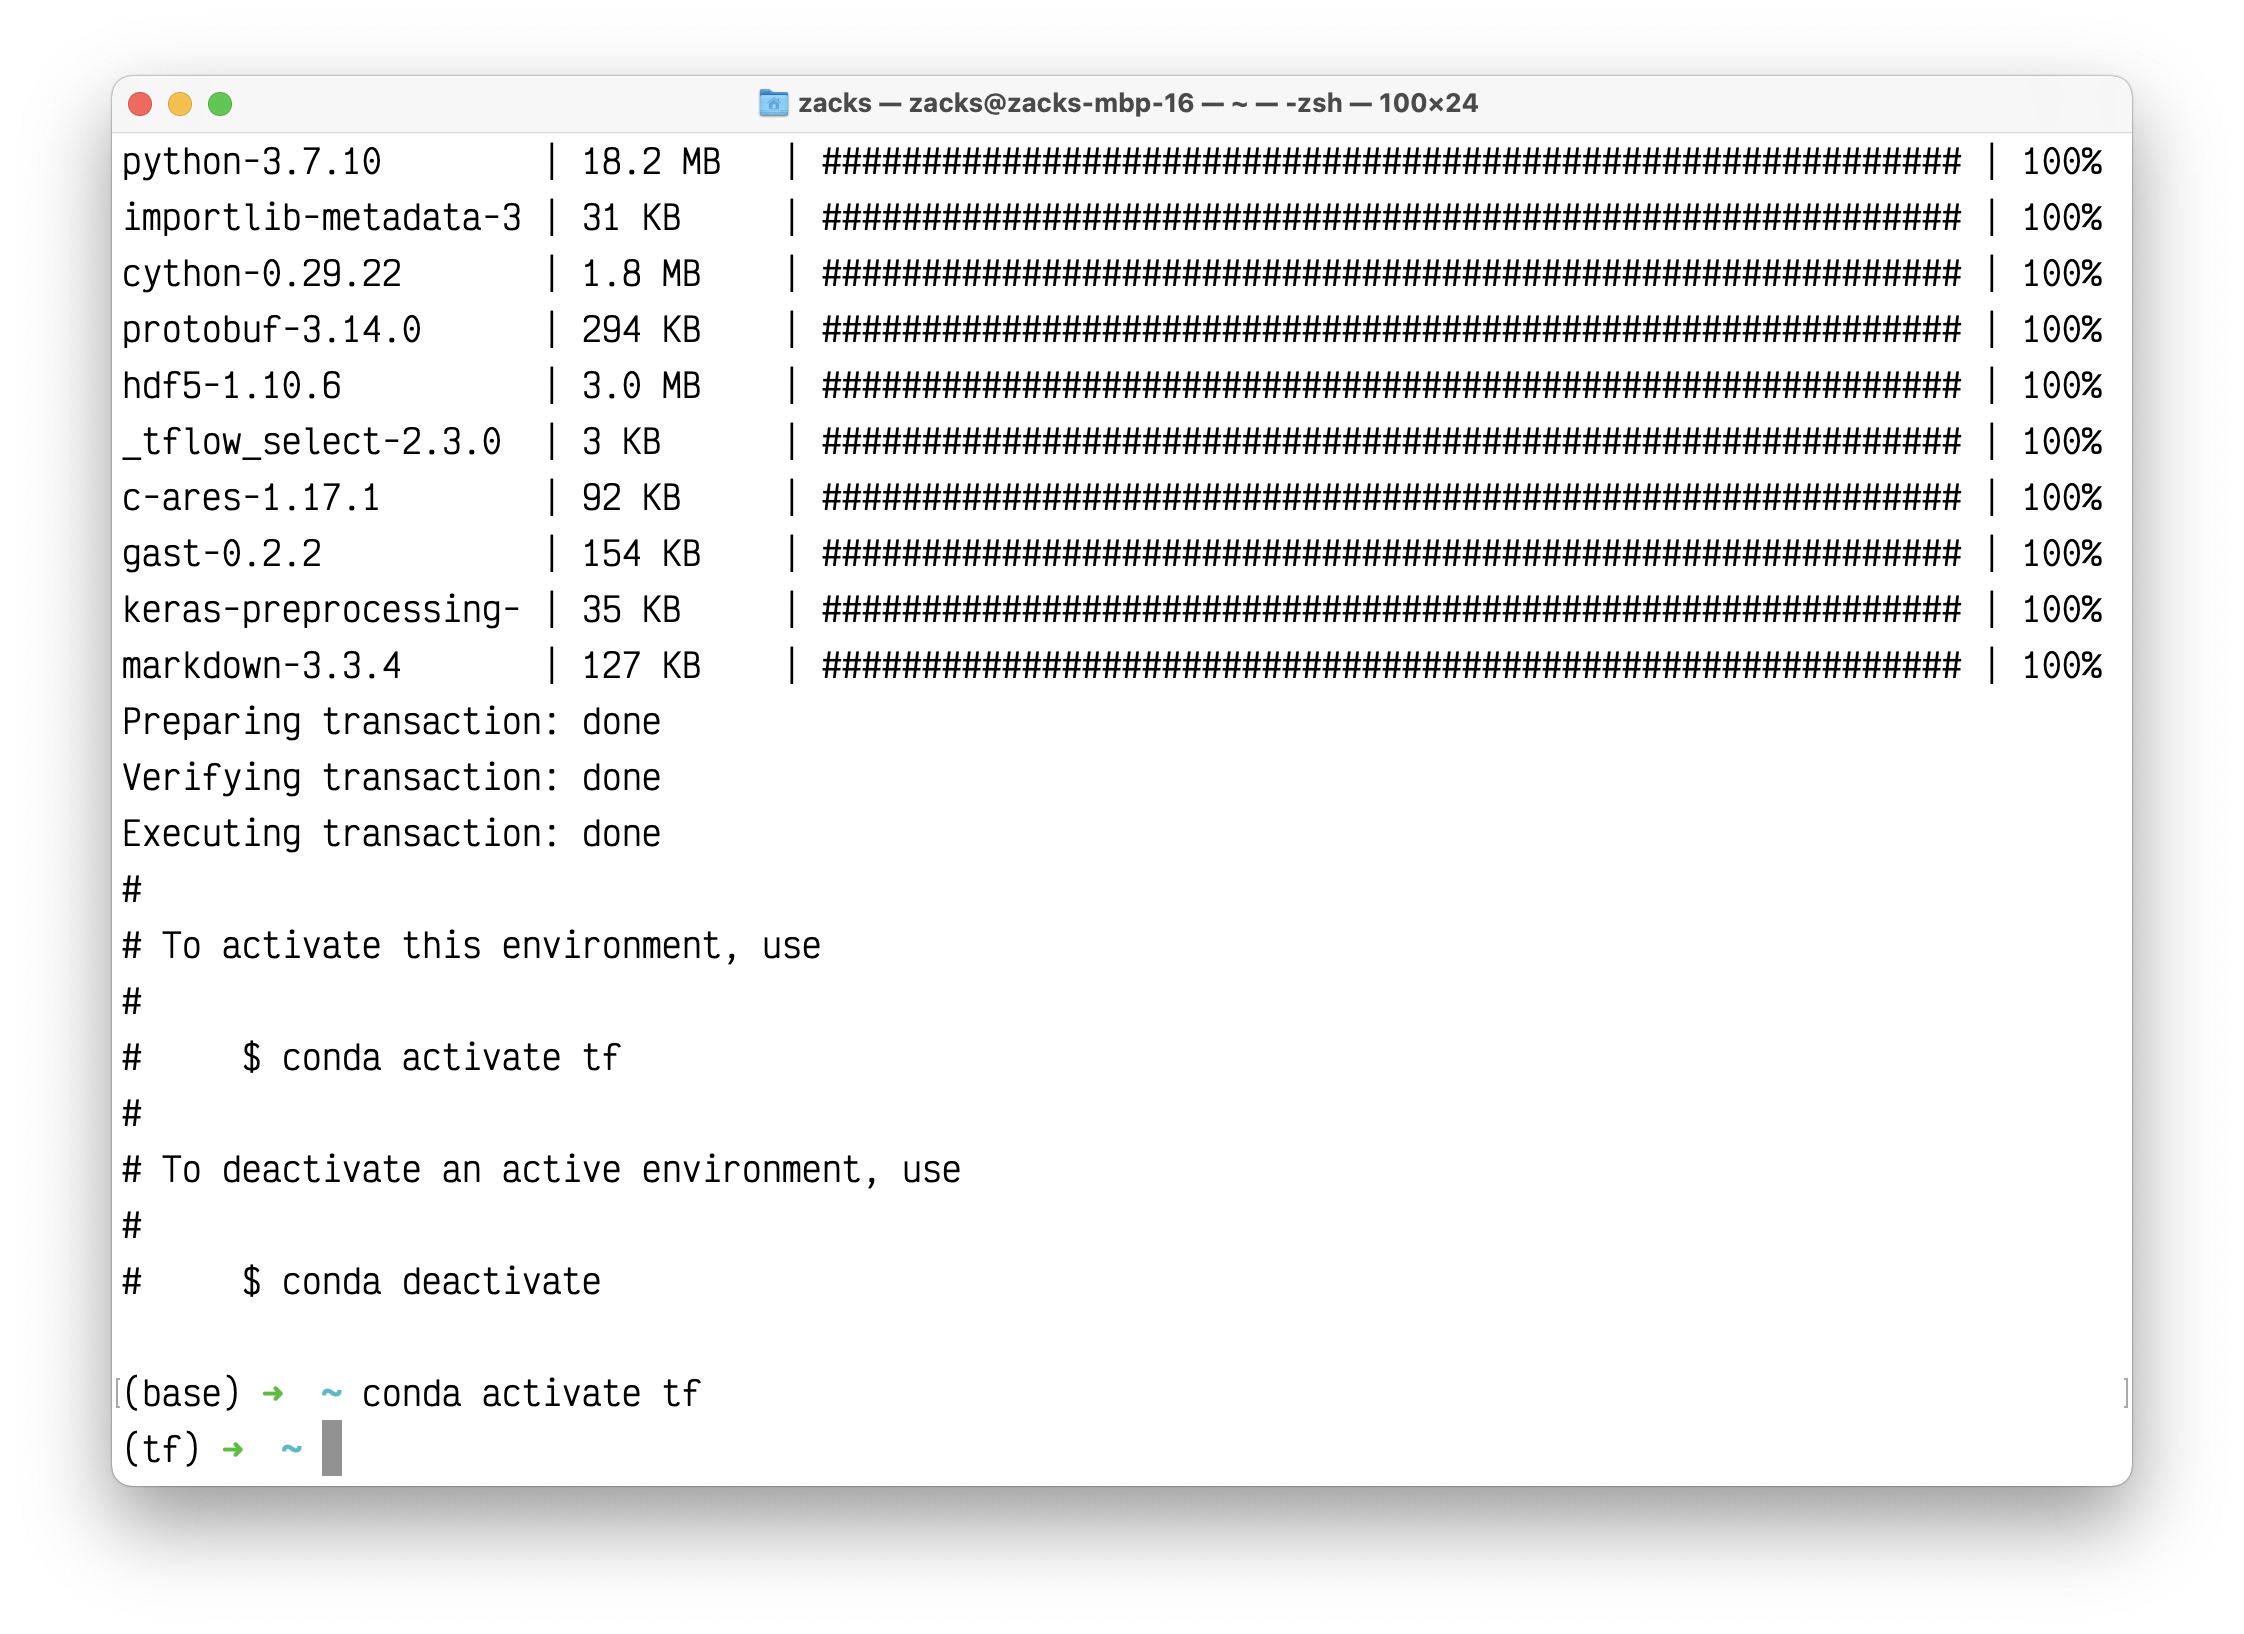 zacks — zacks@zacks-mbp-16 — ~ — -zsh — 100×24
python-3.7.10        | 18.2 MB   | ######################################################### | 100%
importlib-metadata-3 | 31 KB     | ######################################################### | 100%
cython-0.29.22       | 1.8 MB    | ######################################################### | 100%
protobuf-3.14.0      | 294 KB    | ######################################################### | 100%
hdf5-1.10.6          | 3.0 MB    | ######################################################### | 100%
_tflow_select-2.3.0  | 3 KB      | ######################################################### | 100%
c-ares-1.17.1        | 92 KB     | ######################################################### | 100%
gast-0.2.2           | 154 KB    | ######################################################### | 100%
keras-preprocessing- | 35 KB     | ######################################################### | 100%
markdown-3.3.4       | 127 KB    | ######################################################### | 100%
Preparing transaction: done
Verifying transaction: done
Executing transaction: done
#
# To activate this environment, use
#
#     $ conda activate tf
#
# To deactivate an active environment, use
#
#     $ conda deactivate
[(base) ➜  ~ conda activate tf ]
(tf) ➜  ~